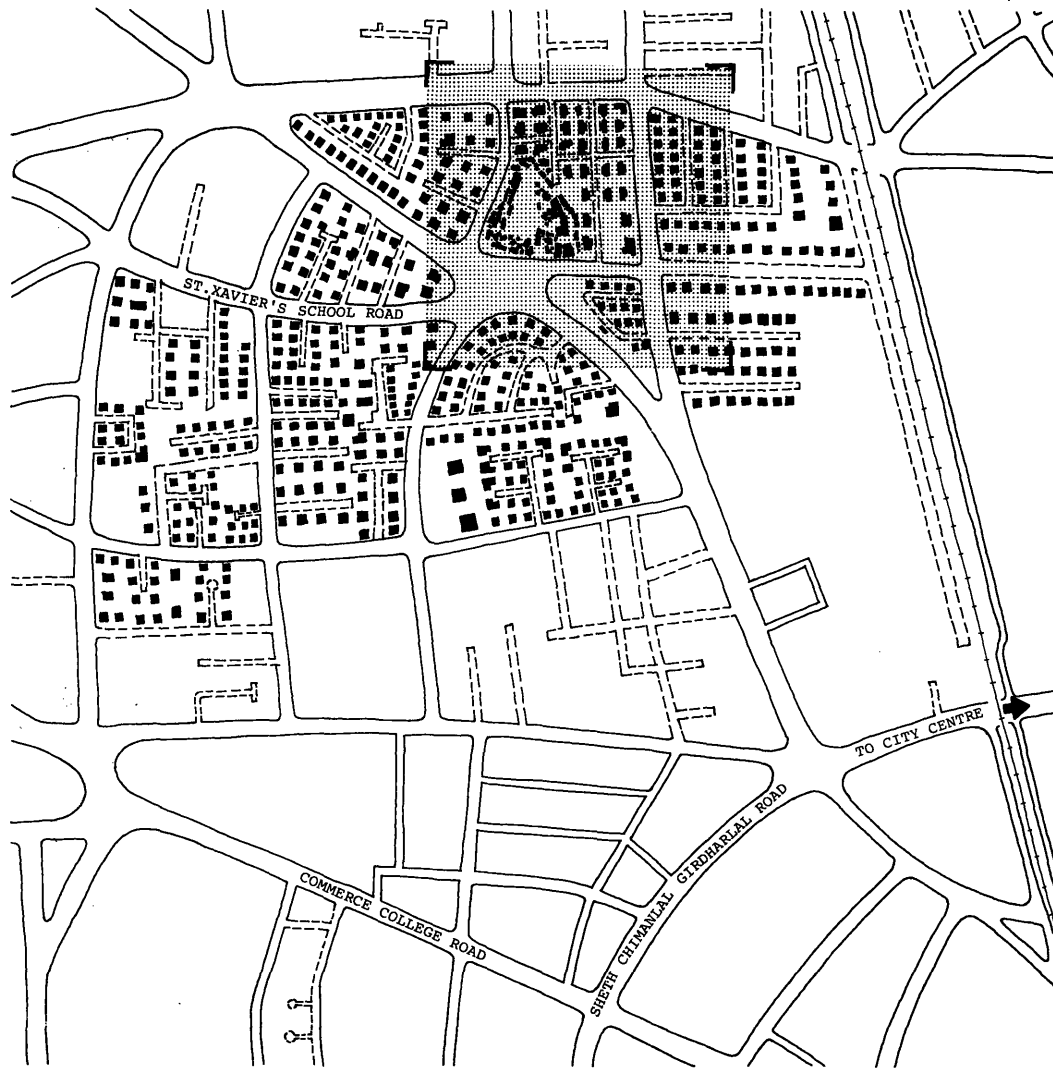 ST.XAVIER'S SCHOOL ROAD
TO CITY CENTRE
SHETH CHIMANLAL GIRDHARLAL ROAD
COMMERCE COLLEGE ROAD